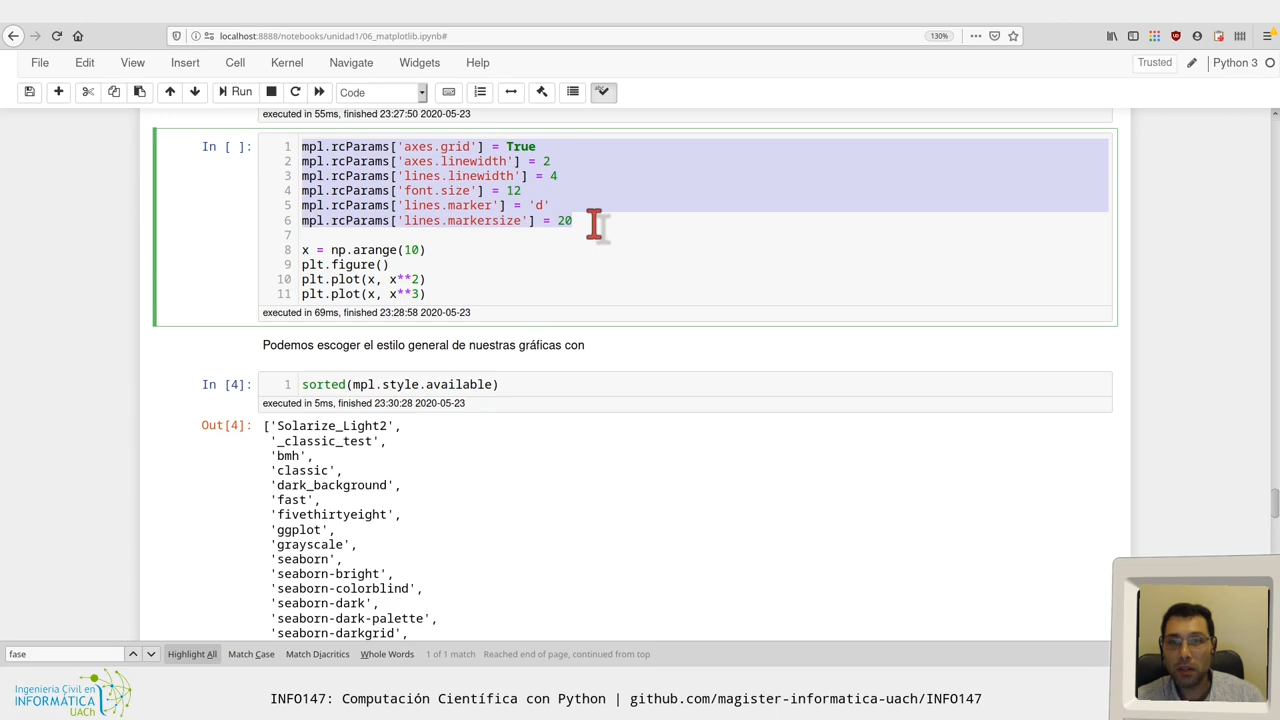 localhost:8888/notebooks/unidad1/06_matplotlib.ipynb#
130%
File Edit View Insert Cell Kernel Navigate Widgets Help
Trusted
Python 3
Run
Code
executed in 55ms, finished 23:27:50 2020-05-23
In [ ]:
1 mpl.rcParams['axes.grid'] = True
2 mpl.rcParams['axes.linewidth'] = 2
3 mpl.rcParams['lines.linewidth'] = 4
4 mpl.rcParams['font.size'] = 12
5 mpl.rcParams['lines.marker'] = 'd'
6 mpl.rcParams['lines.markersize'] = 20
7
8 x = np.arange(10)
9 plt.figure()
10 plt.plot(x, x**2)
11 plt.plot(x, x**3)
executed in 69ms, finished 23:28:58 2020-05-23
Podemos escoger el estilo general de nuestras gráficas con
In [4]:
1 sorted(mpl.style.available)
executed in 5ms, finished 23:30:28 2020-05-23
Out[4]:
['Solarize_Light2',
'_classic_test',
'bmh',
'classic',
'dark_background',
'fast',
'fivethirtyeight',
'ggplot',
'grayscale',
'seaborn',
'seaborn-bright',
'seaborn-colorblind',
'seaborn-dark',
'seaborn-dark-palette',
'seaborn-darkgrid',
fase
Highlight All Match Case Match Diacritics Whole Words 1 of 1 match Reached end of page, continued from top
Ingeniería Civil en
INFORMÁTICA
UACh
INFO147: Computación Científica con Python | github.com/magister-informatica-uach/INFO147